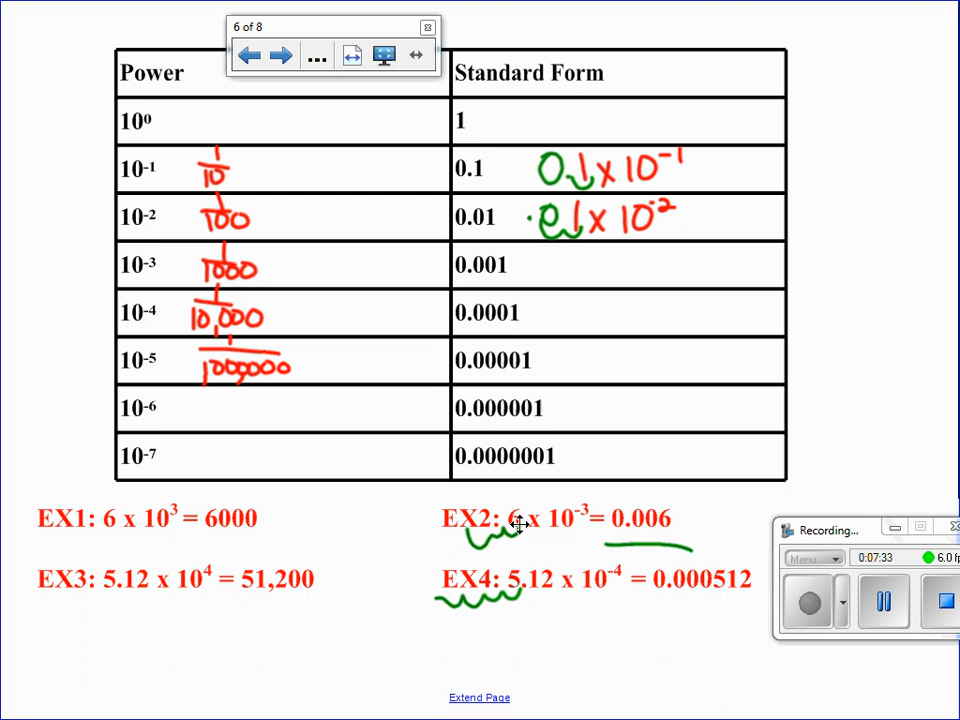 6 of 8
Power Standard Form
10⁰ 1
10⁻¹ 1/10 0.1 0.1 x 10⁻¹
10⁻² 1/100 0.01 .01 x 10⁻²
10⁻³ 1/1000 0.001
10⁻⁴ 1/10,000 0.0001
10⁻⁵ 0.00001
10⁻⁶ 0.000001
10⁻⁷ 0.0000001
EX1: 6 x 10³ = 6000 EX2: 6 x 10⁻³= 0.006
EX3: 5.12 x 10⁴ = 51,200 EX4: 5.12 x 10⁻⁴ = 0.000512
Recording...
Menu 0:07:33 6.0
Extend Page